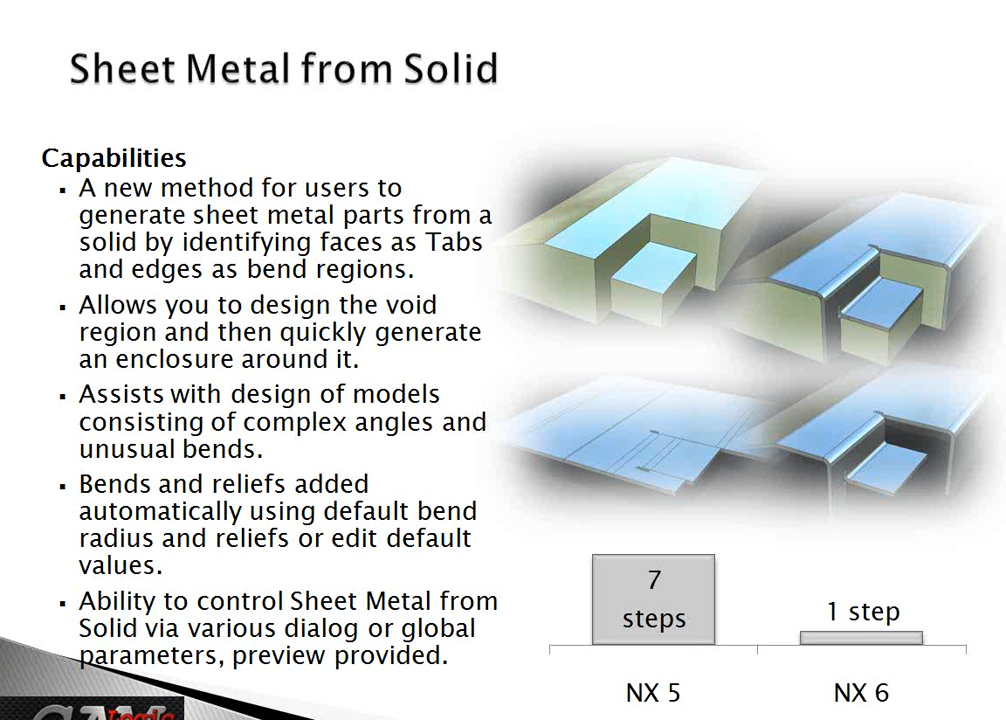 Sheet Metal from Solid
Capabilities
▪ A new method for users to
generate sheet metal parts from a
solid by identifying faces as Tabs
and edges as bend regions.
▪ Allows you to design the void
region and then quickly generate
an enclosure around it.
▪ Assists with design of models
consisting of complex angles and
unusual bends.
▪ Bends and reliefs added
automatically using default bend
radius and reliefs or edit default
values.
▪ Ability to control Sheet Metal from
Solid via various dialog or global
parameters, preview provided.
7
steps
1 step
NX 5
NX 6
CAM Logic